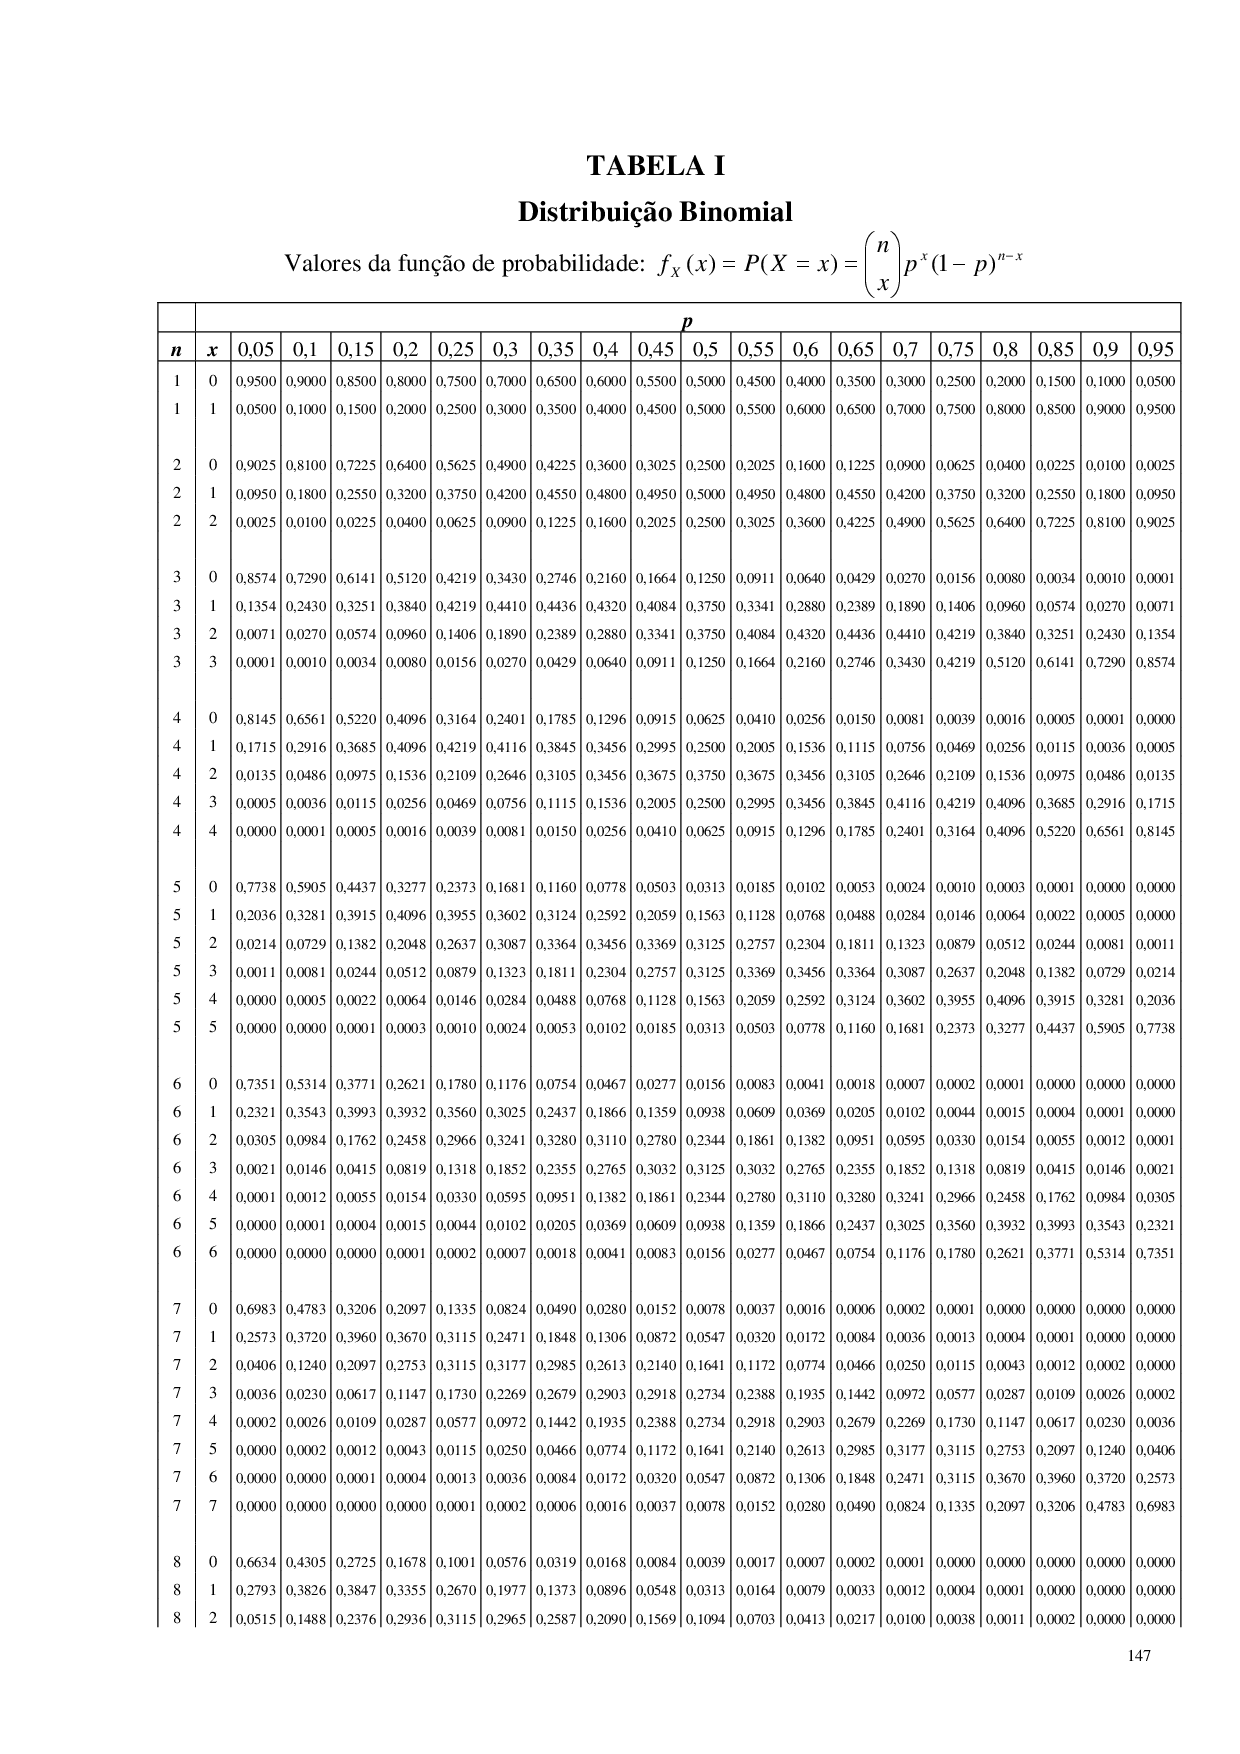 TABELA I
Distribuição Binomial
Valores da função de probabilidade: f_X (x) = P(X = x) = (n x) p^x (1 − p)^{n−x}
p
n x 0,05 0,1 0,15 0,2 0,25 0,3 0,35 0,4 0,45 0,5 0,55 0,6 0,65 0,7 0,75 0,8 0,85 0,9 0,95
1 0 0,9500 0,9000 0,8500 0,8000 0,7500 0,7000 0,6500 0,6000 0,5500 0,5000 0,4500 0,4000 0,3500 0,3000 0,2500 0,2000 0,1500 0,1000 0,0500
1 1 0,0500 0,1000 0,1500 0,2000 0,2500 0,3000 0,3500 0,4000 0,4500 0,5000 0,5500 0,6000 0,6500 0,7000 0,7500 0,8000 0,8500 0,9000 0,9500
2 0 0,9025 0,8100 0,7225 0,6400 0,5625 0,4900 0,4225 0,3600 0,3025 0,2500 0,2025 0,1600 0,1225 0,0900 0,0625 0,0400 0,0225 0,0100 0,0025
2 1 0,0950 0,1800 0,2550 0,3200 0,3750 0,4200 0,4550 0,4800 0,4950 0,5000 0,4950 0,4800 0,4550 0,4200 0,3750 0,3200 0,2550 0,1800 0,0950
2 2 0,0025 0,0100 0,0225 0,0400 0,0625 0,0900 0,1225 0,1600 0,2025 0,2500 0,3025 0,3600 0,4225 0,4900 0,5625 0,6400 0,7225 0,8100 0,9025
3 0 0,8574 0,7290 0,6141 0,5120 0,4219 0,3430 0,2746 0,2160 0,1664 0,1250 0,0911 0,0640 0,0429 0,0270 0,0156 0,0080 0,0034 0,0010 0,0001
3 1 0,1354 0,2430 0,3251 0,3840 0,4219 0,4410 0,4436 0,4320 0,4084 0,3750 0,3341 0,2880 0,2389 0,1890 0,1406 0,0960 0,0574 0,0270 0,0071
3 2 0,0071 0,0270 0,0574 0,0960 0,1406 0,1890 0,2389 0,2880 0,3341 0,3750 0,4084 0,4320 0,4436 0,4410 0,4219 0,3840 0,3251 0,2430 0,1354
3 3 0,0001 0,0010 0,0034 0,0080 0,0156 0,0270 0,0429 0,0640 0,0911 0,1250 0,1664 0,2160 0,2746 0,3430 0,4219 0,5120 0,6141 0,7290 0,8574
4 0 0,8145 0,6561 0,5220 0,4096 0,3164 0,2401 0,1785 0,1296 0,0915 0,0625 0,0410 0,0256 0,0150 0,0081 0,0039 0,0016 0,0005 0,0001 0,0000
4 1 0,1715 0,2916 0,3685 0,4096 0,4219 0,4116 0,3845 0,3456 0,2995 0,2500 0,2005 0,1536 0,1115 0,0756 0,0469 0,0256 0,0115 0,0036 0,0005
4 2 0,0135 0,0486 0,0975 0,1536 0,2109 0,2646 0,3105 0,3456 0,3675 0,3750 0,3675 0,3456 0,3105 0,2646 0,2109 0,1536 0,0975 0,0486 0,0135
4 3 0,0005 0,0036 0,0115 0,0256 0,0469 0,0756 0,1115 0,1536 0,2005 0,2500 0,2995 0,3456 0,3845 0,4116 0,4219 0,4096 0,3685 0,2916 0,1715
4 4 0,0000 0,0001 0,0005 0,0016 0,0039 0,0081 0,0150 0,0256 0,0410 0,0625 0,0915 0,1296 0,1785 0,2401 0,3164 0,4096 0,5220 0,6561 0,8145
5 0 0,7738 0,5905 0,4437 0,3277 0,2373 0,1681 0,1160 0,0778 0,0503 0,0313 0,0185 0,0102 0,0053 0,0024 0,0010 0,0003 0,0001 0,0000 0,0000
5 1 0,2036 0,3281 0,3915 0,4096 0,3955 0,3602 0,3124 0,2592 0,2059 0,1563 0,1128 0,0768 0,0488 0,0284 0,0146 0,0064 0,0022 0,0005 0,0000
5 2 0,0214 0,0729 0,1382 0,2048 0,2637 0,3087 0,3364 0,3456 0,3369 0,3125 0,2757 0,2304 0,1811 0,1323 0,0879 0,0512 0,0244 0,0081 0,0011
5 3 0,0011 0,0081 0,0244 0,0512 0,0879 0,1323 0,1811 0,2304 0,2757 0,3125 0,3369 0,3456 0,3364 0,3087 0,2637 0,2048 0,1382 0,0729 0,0214
5 4 0,0000 0,0005 0,0022 0,0064 0,0146 0,0284 0,0488 0,0768 0,1128 0,1563 0,2059 0,2592 0,3124 0,3602 0,3955 0,4096 0,3915 0,3281 0,2036
5 5 0,0000 0,0000 0,0001 0,0003 0,0010 0,0024 0,0053 0,0102 0,0185 0,0313 0,0503 0,0778 0,1160 0,1681 0,2373 0,3277 0,4437 0,5905 0,7738
6 0 0,7351 0,5314 0,3771 0,2621 0,1780 0,1176 0,0754 0,0467 0,0277 0,0156 0,0083 0,0041 0,0018 0,0007 0,0002 0,0001 0,0000 0,0000 0,0000
6 1 0,2321 0,3543 0,3993 0,3932 0,3560 0,3025 0,2437 0,1866 0,1359 0,0938 0,0609 0,0369 0,0205 0,0102 0,0044 0,0015 0,0004 0,0001 0,0000
6 2 0,0305 0,0984 0,1762 0,2458 0,2966 0,3241 0,3280 0,3110 0,2780 0,2344 0,1861 0,1382 0,0951 0,0595 0,0330 0,0154 0,0055 0,0012 0,0001
6 3 0,0021 0,0146 0,0415 0,0819 0,1318 0,1852 0,2355 0,2765 0,3032 0,3125 0,3032 0,2765 0,2355 0,1852 0,1318 0,0819 0,0415 0,0146 0,0021
6 4 0,0001 0,0012 0,0055 0,0154 0,0330 0,0595 0,0951 0,1382 0,1861 0,2344 0,2780 0,3110 0,3280 0,3241 0,2966 0,2458 0,1762 0,0984 0,0305
6 5 0,0000 0,0001 0,0004 0,0015 0,0044 0,0102 0,0205 0,0369 0,0609 0,0938 0,1359 0,1866 0,2437 0,3025 0,3560 0,3932 0,3993 0,3543 0,2321
6 6 0,0000 0,0000 0,0000 0,0001 0,0002 0,0007 0,0018 0,0041 0,0083 0,0156 0,0277 0,0467 0,0754 0,1176 0,1780 0,2621 0,3771 0,5314 0,7351
7 0 0,6983 0,4783 0,3206 0,2097 0,1335 0,0824 0,0490 0,0280 0,0152 0,0078 0,0037 0,0016 0,0006 0,0002 0,0001 0,0000 0,0000 0,0000 0,0000
7 1 0,2573 0,3720 0,3960 0,3670 0,3115 0,2471 0,1848 0,1306 0,0872 0,0547 0,0320 0,0172 0,0084 0,0036 0,0013 0,0004 0,0001 0,0000 0,0000
7 2 0,0406 0,1240 0,2097 0,2753 0,3115 0,3177 0,2985 0,2613 0,2140 0,1641 0,1172 0,0774 0,0466 0,0250 0,0115 0,0043 0,0012 0,0002 0,0000
7 3 0,0036 0,0230 0,0617 0,1147 0,1730 0,2269 0,2679 0,2903 0,2918 0,2734 0,2388 0,1935 0,1442 0,0972 0,0577 0,0287 0,0109 0,0026 0,0002
7 4 0,0002 0,0026 0,0109 0,0287 0,0577 0,0972 0,1442 0,1935 0,2388 0,2734 0,2918 0,2903 0,2679 0,2269 0,1730 0,1147 0,0617 0,0230 0,0036
7 5 0,0000 0,0002 0,0012 0,0043 0,0115 0,0250 0,0466 0,0774 0,1172 0,1641 0,2140 0,2613 0,2985 0,3177 0,3115 0,2753 0,2097 0,1240 0,0406
7 6 0,0000 0,0000 0,0001 0,0004 0,0013 0,0036 0,0084 0,0172 0,0320 0,0547 0,0872 0,1306 0,1848 0,2471 0,3115 0,3670 0,3960 0,3720 0,2573
7 7 0,0000 0,0000 0,0000 0,0000 0,0001 0,0002 0,0006 0,0016 0,0037 0,0078 0,0152 0,0280 0,0490 0,0824 0,1335 0,2097 0,3206 0,4783 0,6983
8 0 0,6634 0,4305 0,2725 0,1678 0,1001 0,0576 0,0319 0,0168 0,0084 0,0039 0,0017 0,0007 0,0002 0,0001 0,0000 0,0000 0,0000 0,0000 0,0000
8 1 0,2793 0,3826 0,3847 0,3355 0,2670 0,1977 0,1373 0,0896 0,0548 0,0313 0,0164 0,0079 0,0033 0,0012 0,0004 0,0001 0,0000 0,0000 0,0000
8 2 0,0515 0,1488 0,2376 0,2936 0,3115 0,2965 0,2587 0,2090 0,1569 0,1094 0,0703 0,0413 0,0217 0,0100 0,0038 0,0011 0,0002 0,0000 0,0000
147